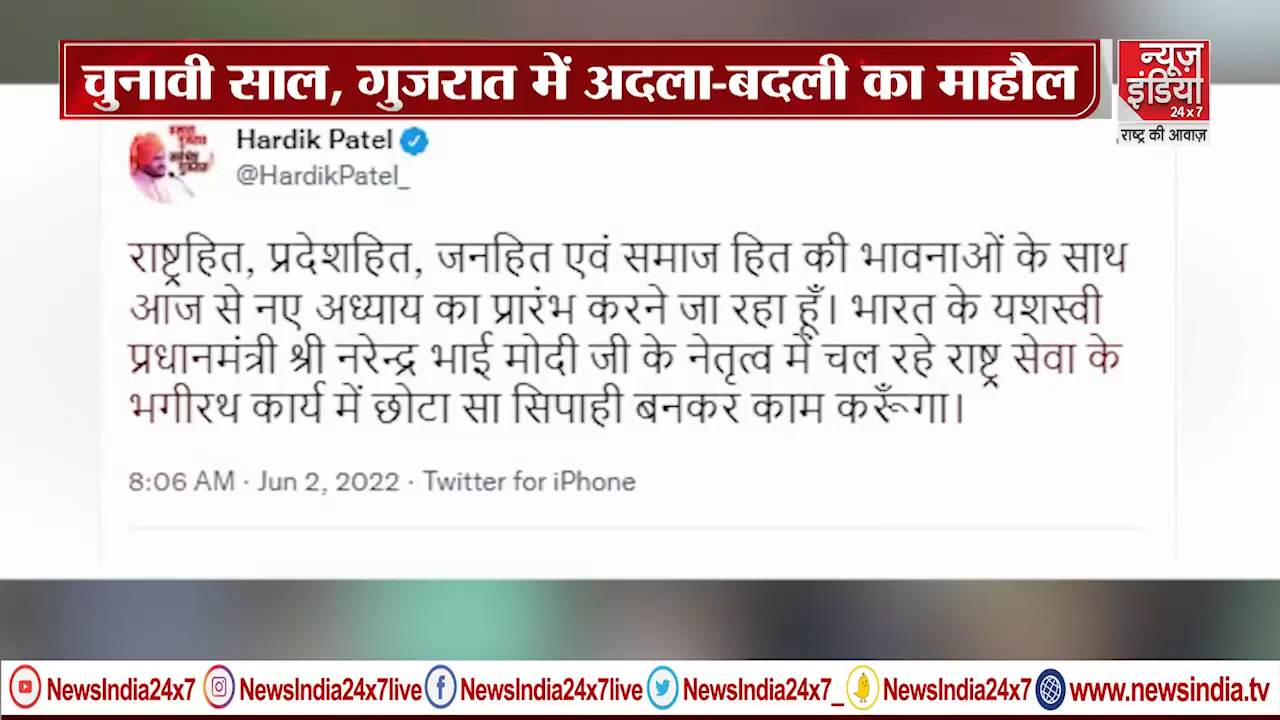 चुनावी साल, गुजरात में अदला-बदली का माहौल
न्यूज़
इंडिया
24x7
राष्ट्र की आवाज़
Hardik Patel
@HardikPatel_
राष्ट्रहित, प्रदेशहित, जनहित एवं समाज हित की भावनाओं के साथ
आज से नए अध्याय का प्रारंभ करने जा रहा हूँ। भारत के यशस्वी
प्रधानमंत्री श्री नरेन्द्र भाई मोदी जी के नेतृत्व में चल रहे राष्ट्र सेवा के
भगीरथ कार्य में छोटा सा सिपाही बनकर काम करूँगा।
8:06 AM · Jun 2, 2022 · Twitter for iPhone
NewsIndia24x7 NewsIndia24x7live NewsIndia24x7live NewsIndia24x7_ NewsIndia24x7 www.newsindia.tv